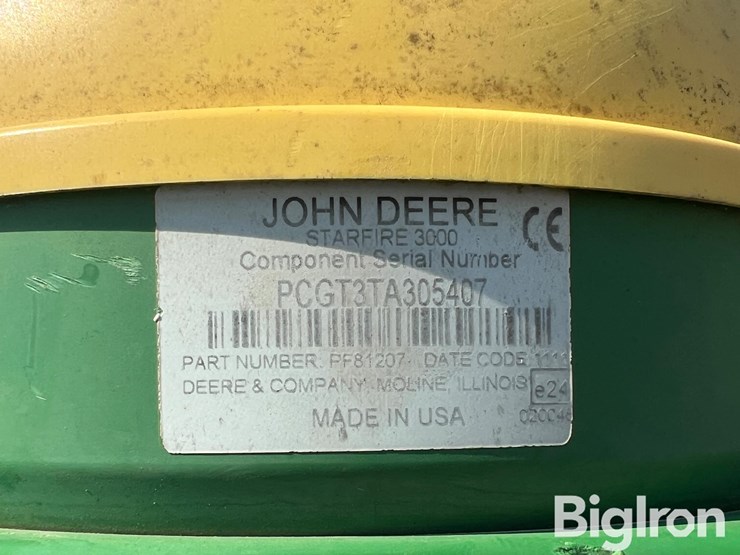 JOHN DEERE
STARFIRE 3000
CE
Component Serial Number
PCGT3TA305407
PART NUMBER: PF81207 DATE CODE 1111
DEERE & COMPANY MOLINE, ILLINOIS
e24
MADE IN USA
BigIron